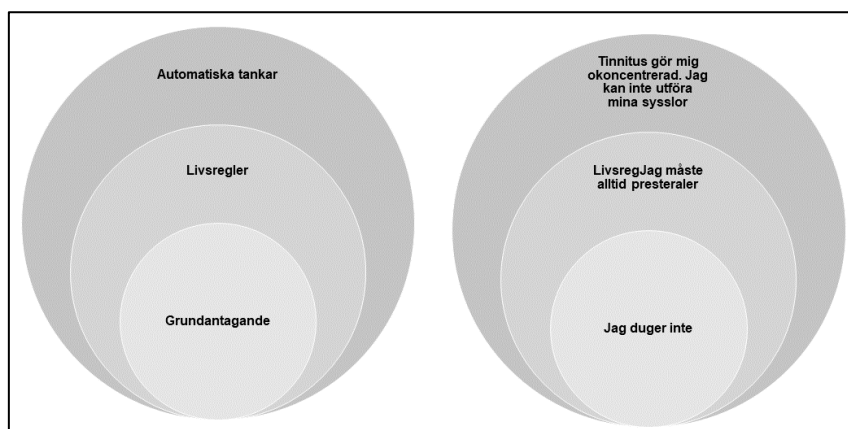 Automatiska tankar
Livsregler
Grundantagande
Tinnitus gör mig
okoncentrerad. Jag
kan inte utföra
mina sysslor
LivsregJag måste
alltid presteraler
Jag duger inte